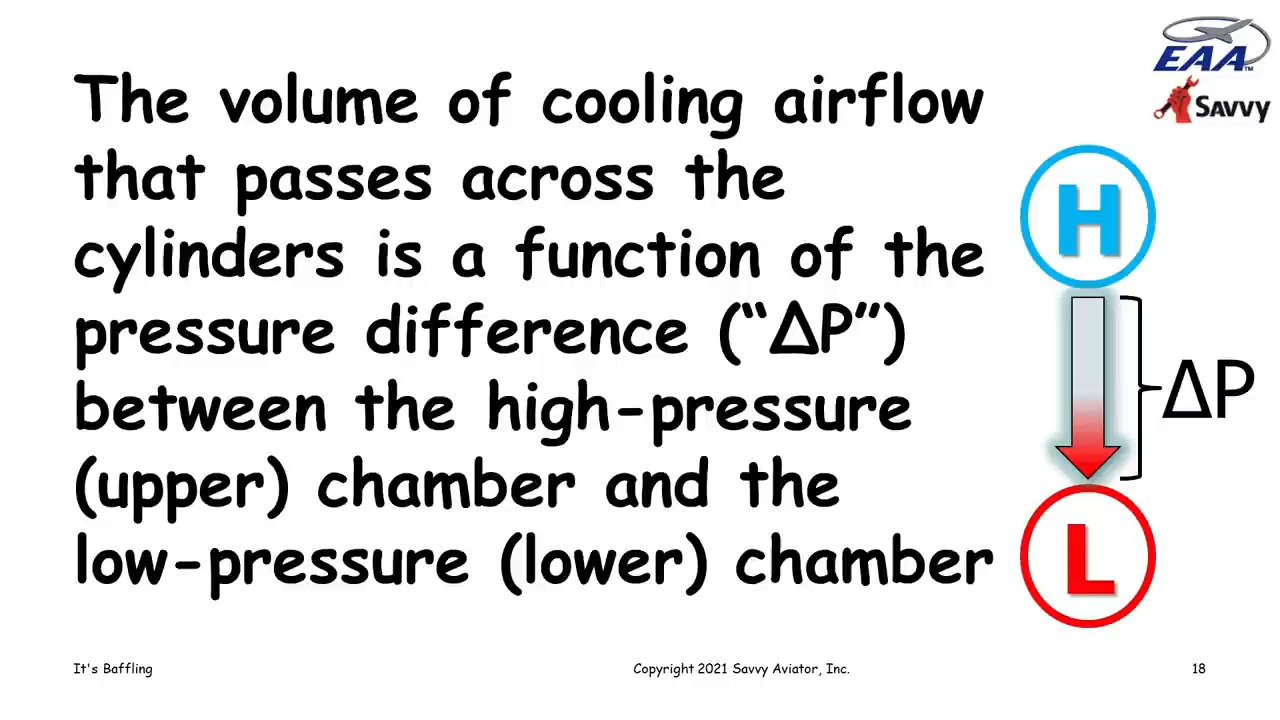 EAA™
SAVVY
The volume of cooling airflow
that passes across the
cylinders is a function of the
pressure difference (“ΔP”)
between the high-pressure
(upper) chamber and the
low-pressure (lower) chamber
H
ΔP
L
It's Baffling
Copyright 2021 Savvy Aviator, Inc.
18